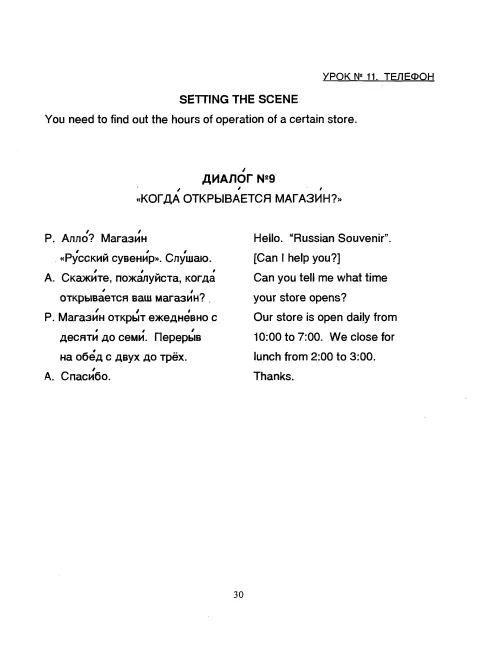 УРОК № 11. ТЕЛЕФОН
SETTING THE SCENE
You need to find out the hours of operation of a certain store.
ДИАЛО́Г №9
«КОГДА́ ОТКРЫВА́ЕТСЯ МАГАЗИ́Н?»
Р. Алло́? Магази́н
«Ру́сский сувени́р». Слу́шаю.
А. Скажи́те, пожа́луйста, когда́
открыва́ется ваш магази́н?
Р. Магази́н откры́т ежедне́вно с
десяти́ до семи́. Переры́в
на обе́д с двух до трёх.
А. Спаси́бо.
Hello. “Russian Souvenir”.
[Can I help you?]
Can you tell me what time
your store opens?
Our store is open daily from
10:00 to 7:00. We close for
lunch from 2:00 to 3:00.
Thanks.
30